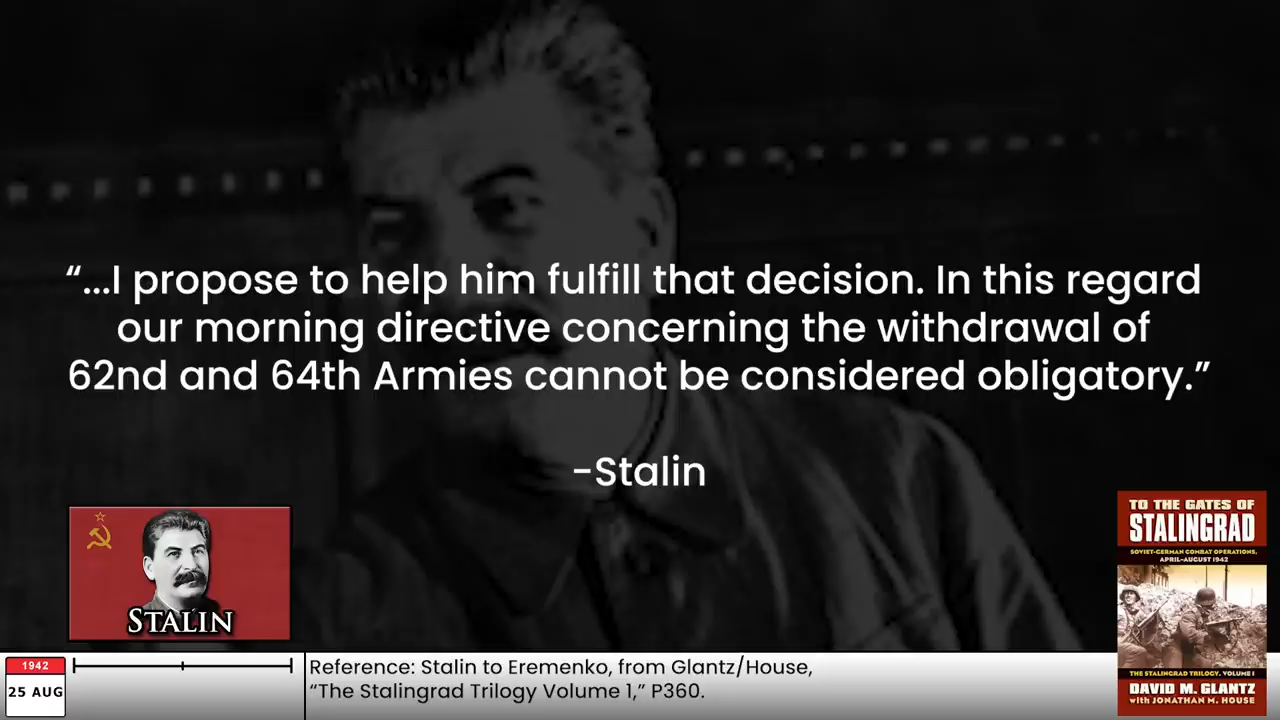 “...I propose to help him fulfill that decision. In this regard
our morning directive concerning the withdrawal of
62nd and 64th Armies cannot be considered obligatory.”
-Stalin
STALIN
TO THE GATES OF
STALINGRAD
SOVIET-GERMAN COMBAT OPERATIONS,
APRIL-AUGUST 1942
THE STALINGRAD TRILOGY, VOLUME 1
DAVID M. GLANTZ
with JONATHAN M. HOUSE
1942
25 AUG
Reference: Stalin to Eremenko, from Glantz/House,
“The Stalingrad Trilogy Volume 1,” P360.